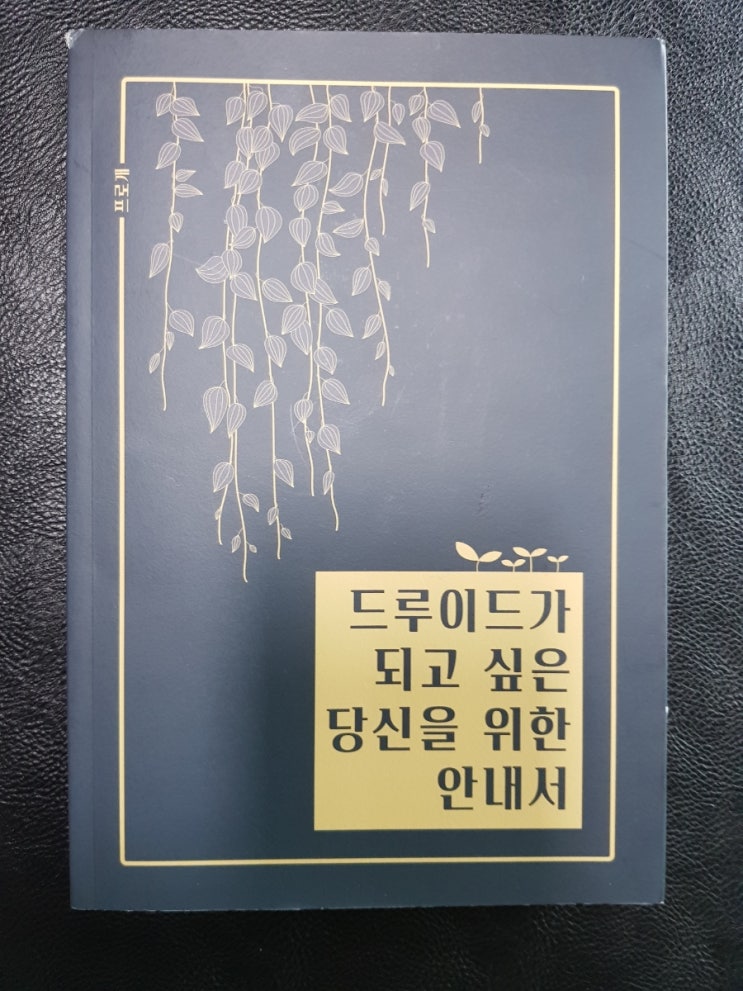 프로개
드루이드가
되고 싶은
당신을 위한
안내서